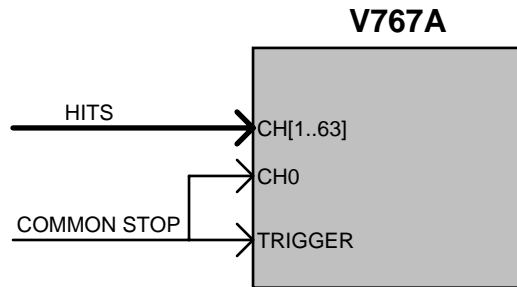 V767A
HITS
CH[1..63]
CH0
COMMON STOP
TRIGGER